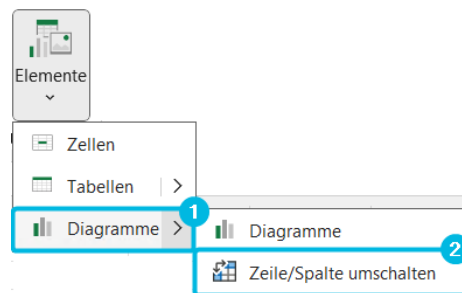 Elemente
Zellen
Tabellen
1
Diagramme
Diagramme
2
Zeile/Spalte umschalten